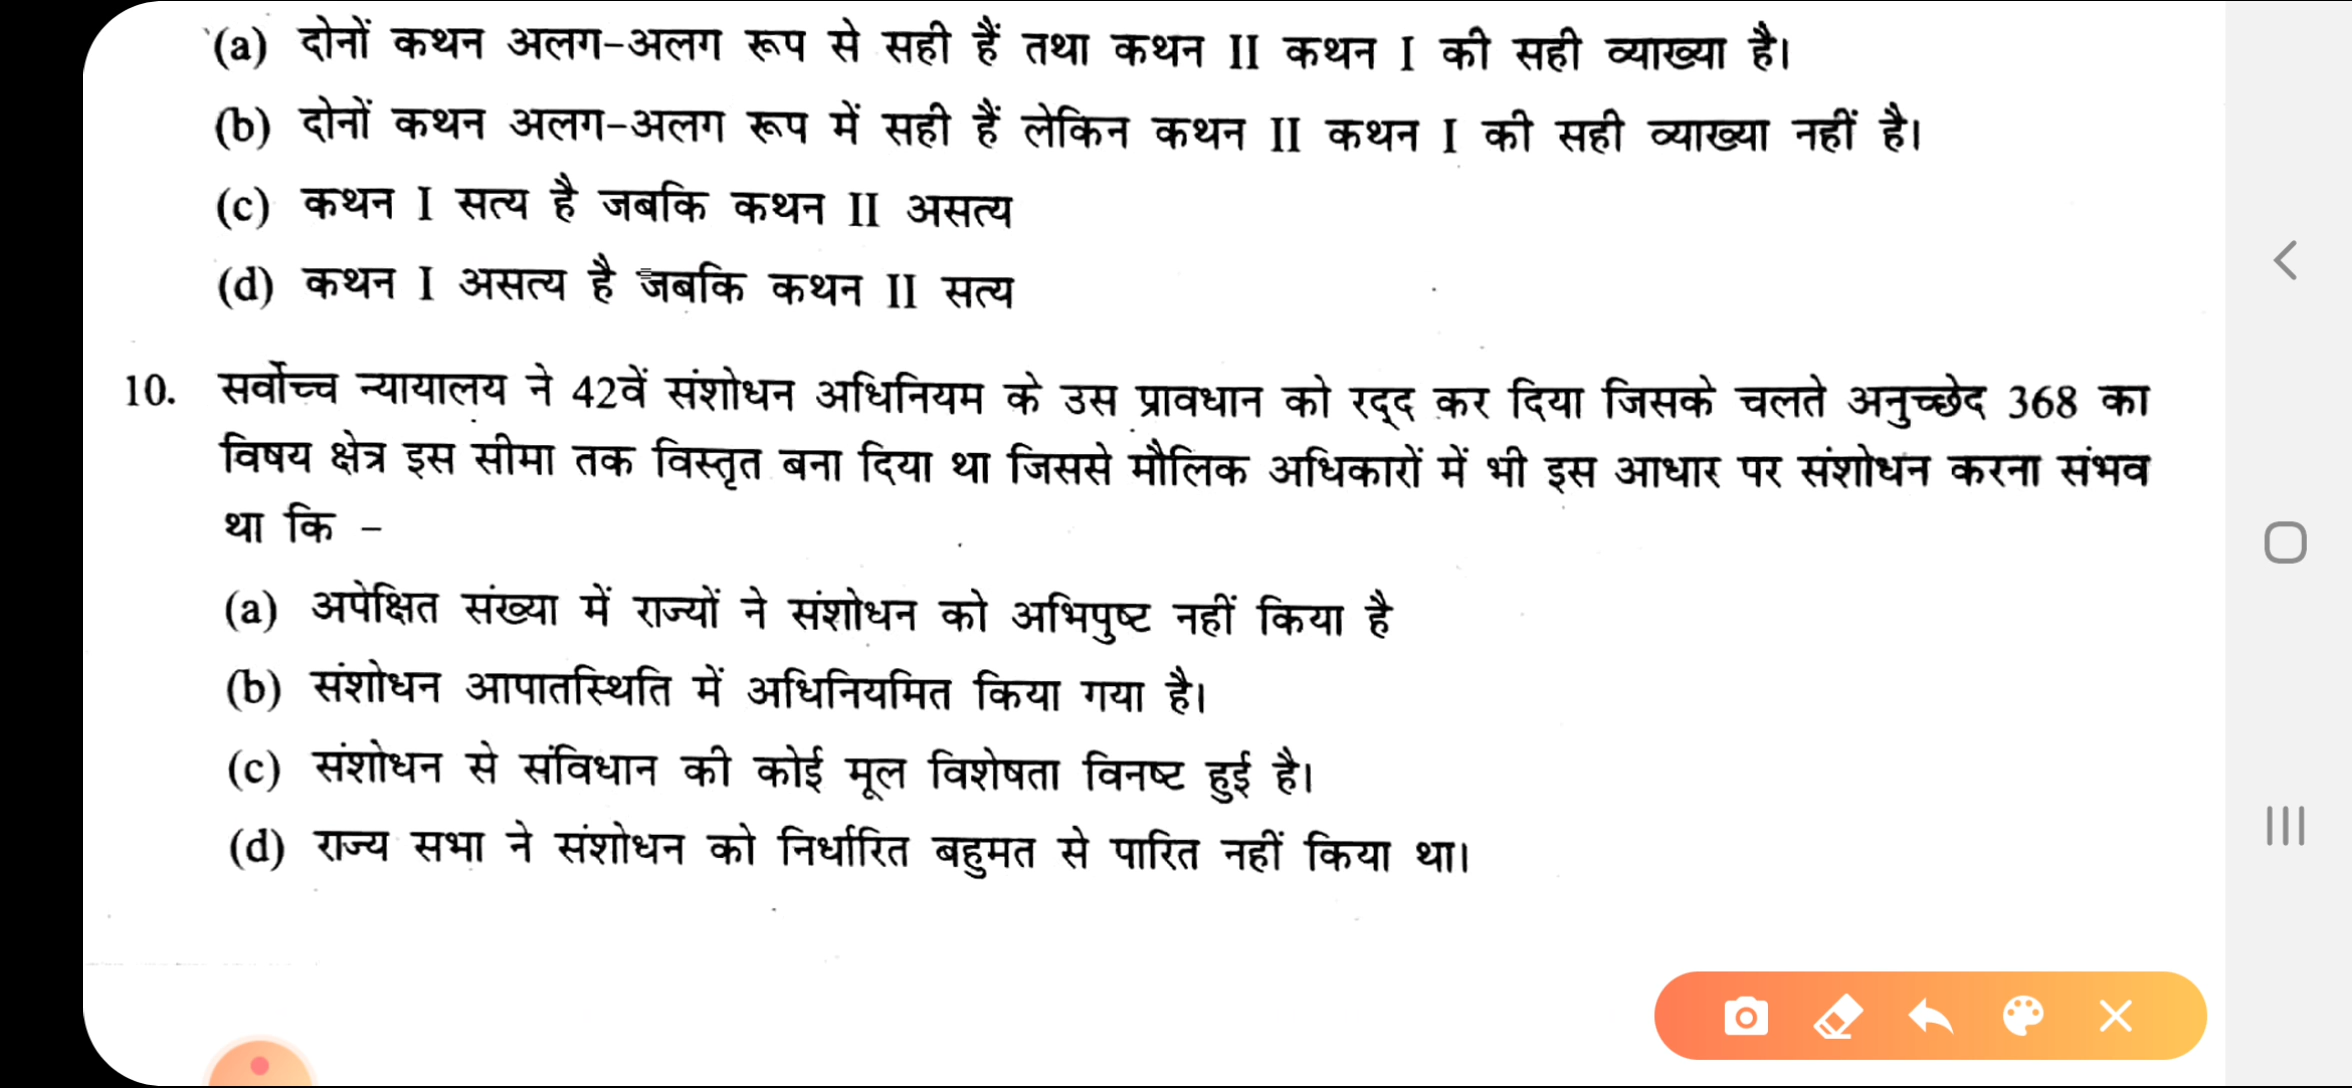 (a) दोनों कथन अलग-अलग रूप से सही हैं तथा कथन II कथन I की सही व्याख्या है।
(b) दोनों कथन अलग-अलग रूप में सही हैं लेकिन कथन II कथन I की सही व्याख्या नहीं है।
(c) कथन I सत्य है जबकि कथन II असत्य
(d) कथन I असत्य है जबकि कथन II सत्य
10. सर्वोच्च न्यायालय ने 42वें संशोधन अधिनियम के उस प्रावधान को रद्द कर दिया जिसके चलते अनुच्छेद 368 का
विषय क्षेत्र इस सीमा तक विस्तृत बना दिया था जिससे मौलिक अधिकारों में भी इस आधार पर संशोधन करना संभव
था कि –
(a) अपेक्षित संख्या में राज्यों ने संशोधन को अभिपुष्ट नहीं किया है
(b) संशोधन आपातस्थिति में अधिनियमित किया गया है।
(c) संशोधन से संविधान की कोई मूल विशेषता विनष्ट हुई है।
(d) राज्य सभा ने संशोधन को निर्धारित बहुमत से पारित नहीं किया था।